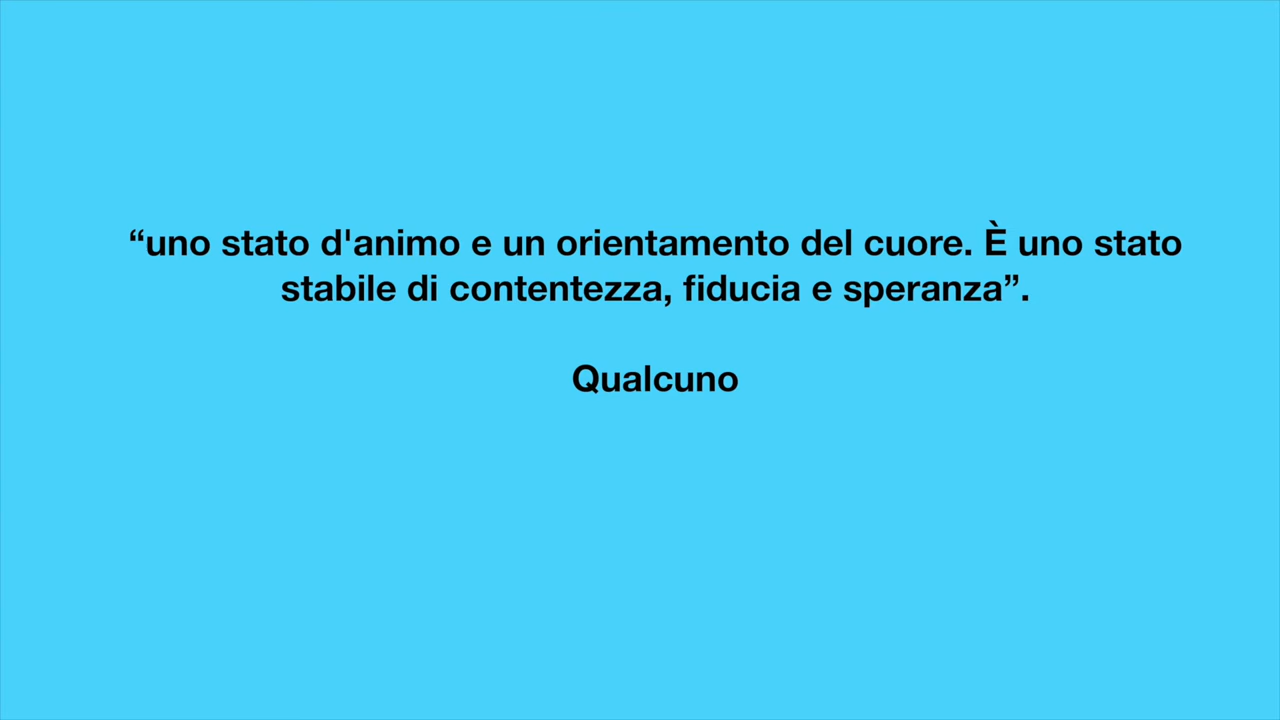 “uno stato d'animo e un orientamento del cuore. È uno stato
stabile di contentezza, fiducia e speranza”.
Qualcuno